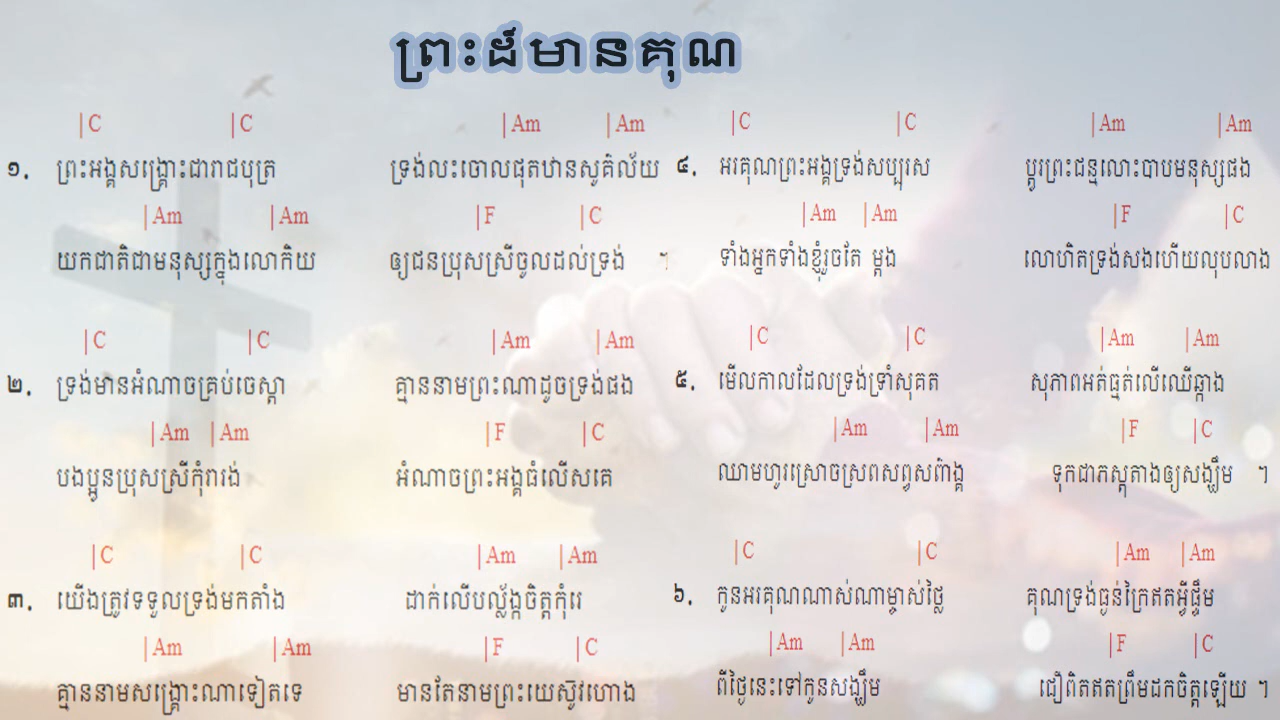 ព្រះដ៏មានគុណ
|C |C |Am |Am
១. ព្រះអង្គសង្គ្រោះជារាជបុត្រ ទ្រង់លះចោលផុតឋានសួគ៌ល័យ
|Am |Am |F |C
យកជាតិជាមនុស្សក្នុងលោកិយ ឲ្យជនប្រុសស្រីចូលដល់ទ្រង់ ។
|C |C |Am |Am
២. ទ្រង់មានអំណាចគ្រប់ចេស្តា គ្មាននាមព្រះណាដូចទ្រង់ផង
|Am |Am |F |C
បងប្អូនប្រុសស្រីកុំរារង់ អំណាចព្រះអង្គធំលើសគេ
|C |C |Am |Am
៣. យើងត្រូវទទួលទ្រង់មកតាំង ដាក់លើបល្ល័ង្កចិត្តកុំរេ
|Am |Am |F |C
គ្មាននាមសង្គ្រោះណាទៀតទេ មានតែនាមព្រះយេស៊ូវហោង
|C |C |Am |Am
៤. អរគុណព្រះអង្គទ្រង់សប្បុរស ប្តូរព្រះជន្មលោះបាបមនុស្សផង
|Am |Am |F |C
ទាំងអ្នកទាំងខ្ញុំរួចតែ ម្តង លោហិតទ្រង់សងហើយលុបលាង
|C |C |Am |Am
៥. មើលកាលដែលទ្រង់ទ្រាំសុគត សុភាពអត់ធ្មត់លើឈើឆ្កាង
|Am |Am |F |C
ឈាមហូរស្រោចស្រពសព្វសព៌ាង្គ ទុកជាភស្តុតាងឲ្យសង្ឃឹម ។
|C |C |Am |Am
៦. កូនអរគុណណាស់ណាម្ចាស់ថ្លៃ គុណទ្រង់ធ្ងន់ក្រៃឥតអ្វីផ្ទឹម
|Am |Am |F |C
ពីថ្ងៃនេះទៅកូនសង្ឃឹម ជឿពិតឥតព្រឹមដកចិត្តឡើយ ។